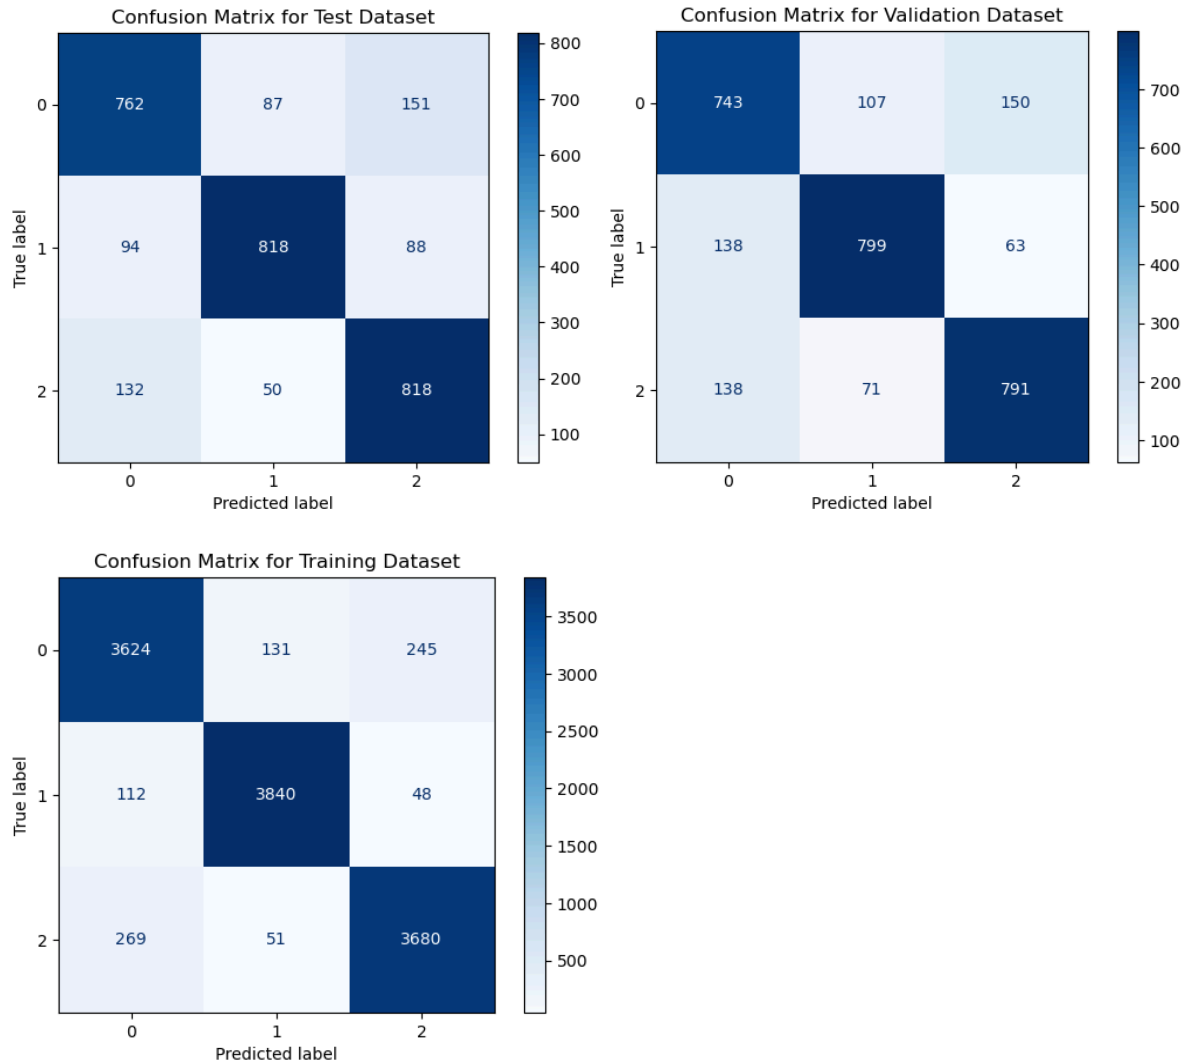 Confusion Matrix for Test Dataset
0
762 87 151
1
94 818 88
2
132 50 818
0 1 2
Predicted label
True label
800
700
600
500
400
300
200
100
Confusion Matrix for Validation Dataset
0
743 107 150
1
138 799 63
2
138 71 791
0 1 2
Predicted label
True label
700
600
500
400
300
200
100
Confusion Matrix for Training Dataset
0
3624 131 245
1
112 3840 48
2
269 51 3680
0 1 2
Predicted label
True label
3500
3000
2500
2000
1500
1000
500